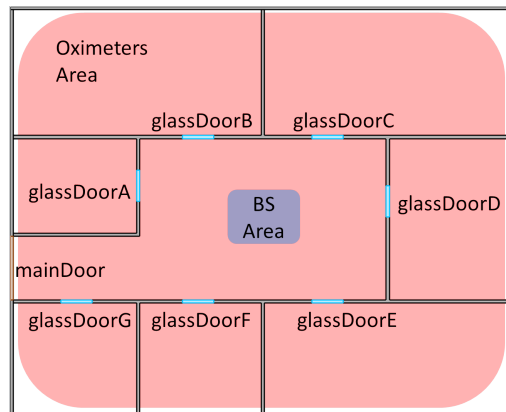 Oximeters
Area
glassDoorB
glassDoorC
glassDoorA
BS
Area
glassDoorD
mainDoor
glassDoorG
glassDoorF
glassDoorE